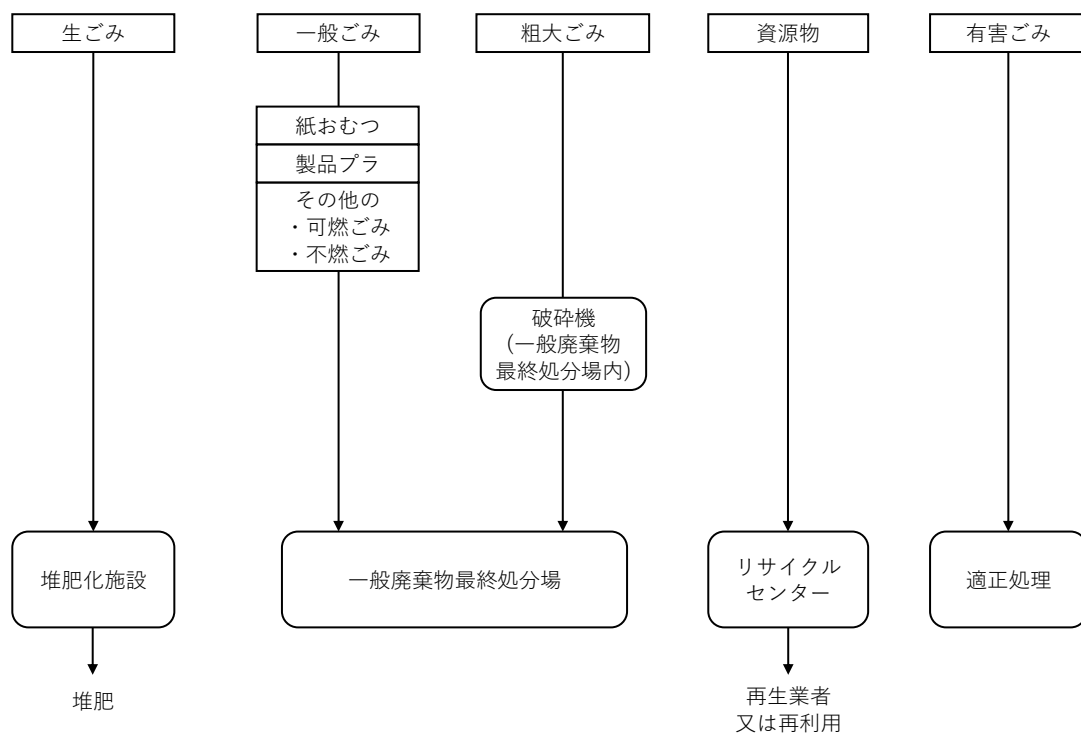 生ごみ
一般ごみ
粗大ごみ
資源物
有害ごみ
紙おむつ
製品プラ
その他の
・可燃ごみ
・不燃ごみ
破砕機
(一般廃棄物
最終処分場内)
堆肥化施設
一般廃棄物最終処分場
リサイクル
センター
適正処理
堆肥
再生業者
又は再利用